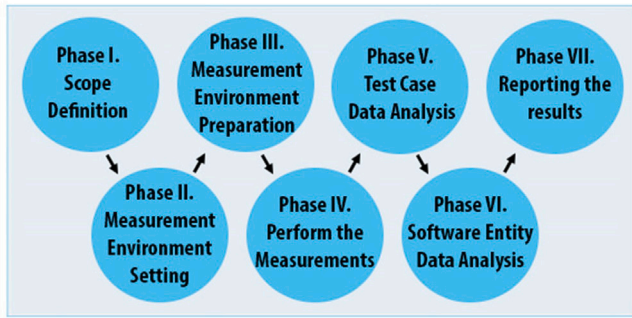 Phase I.
Scope
Definition
Phase II.
Measurement
Environment
Setting
Phase III.
Measurement
Environment
Preparation
Phase IV.
Perform the
Measurements
Phase V.
Test Case
Data Analysis
Phase VI.
Software Entity
Data Analysis
Phase VII.
Reporting the
results